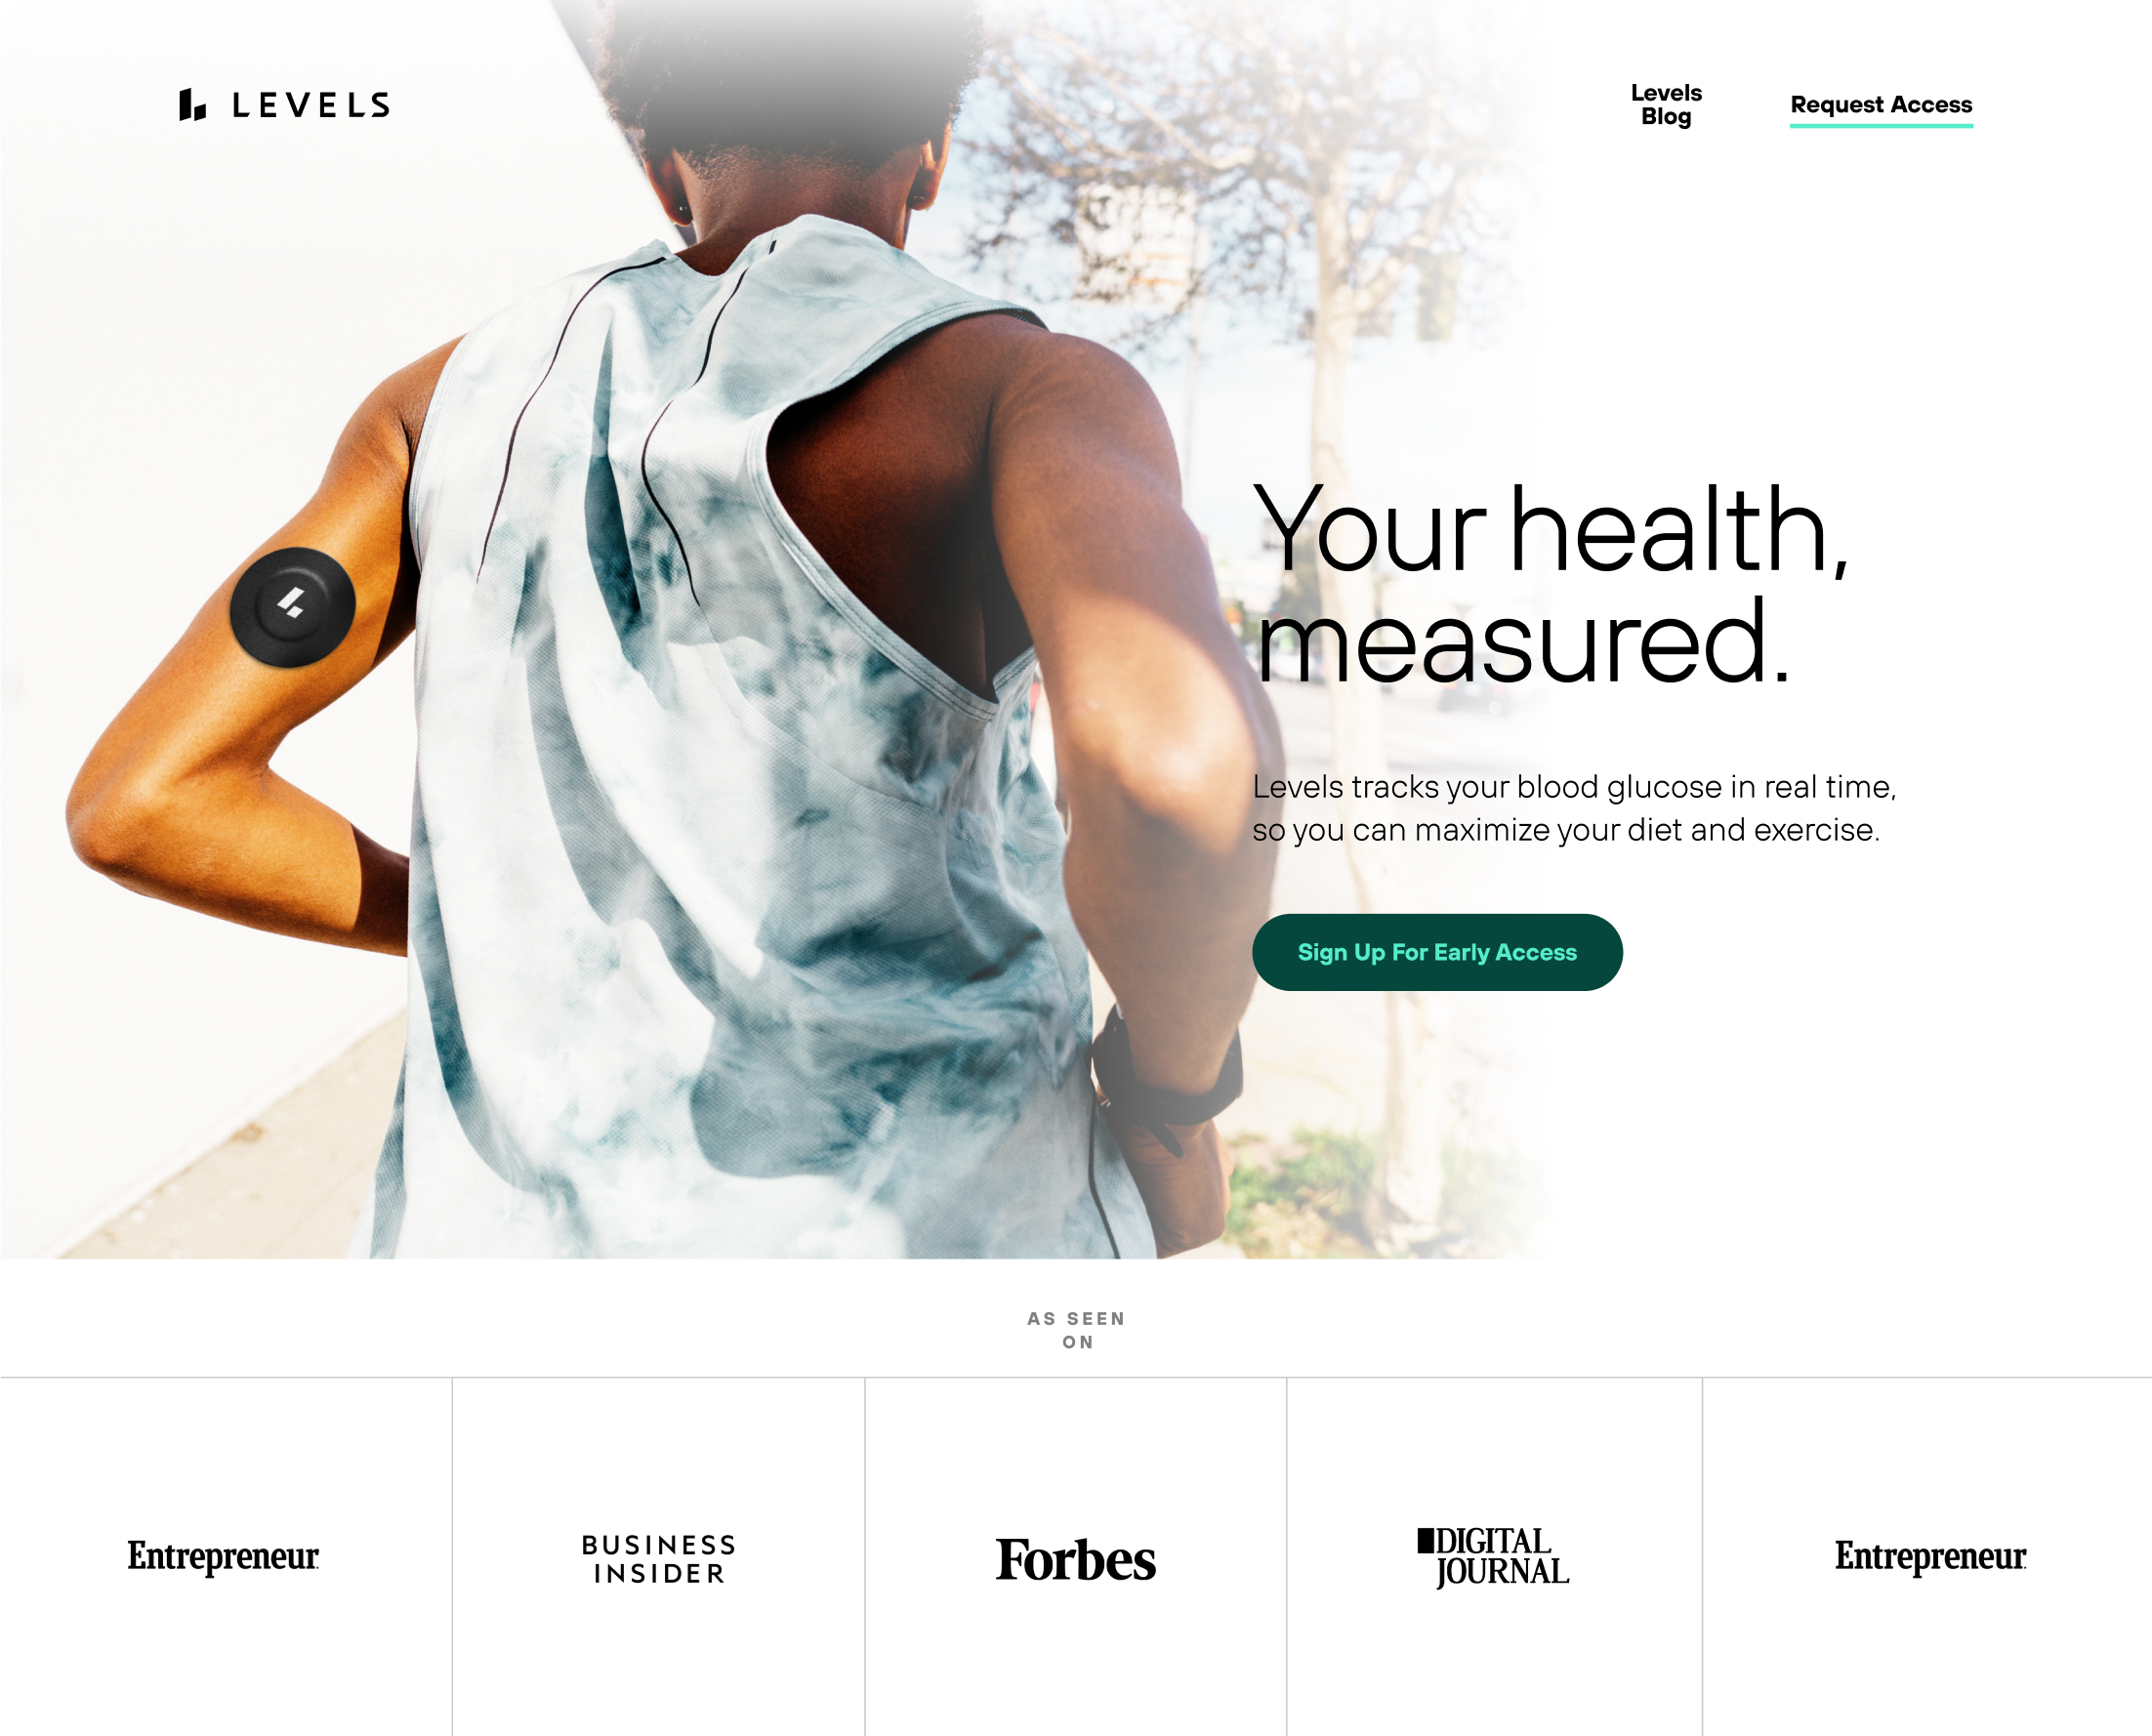 LEVELS
Levels
Blog
Request Access
Your health,
measured.
Levels tracks your blood glucose in real time,
so you can maximize your diet and exercise.
Sign Up For Early Access
AS SEEN
ON
Entrepreneur
BUSINESS
INSIDER
Forbes
DIGITAL
JOURNAL
Entrepreneur